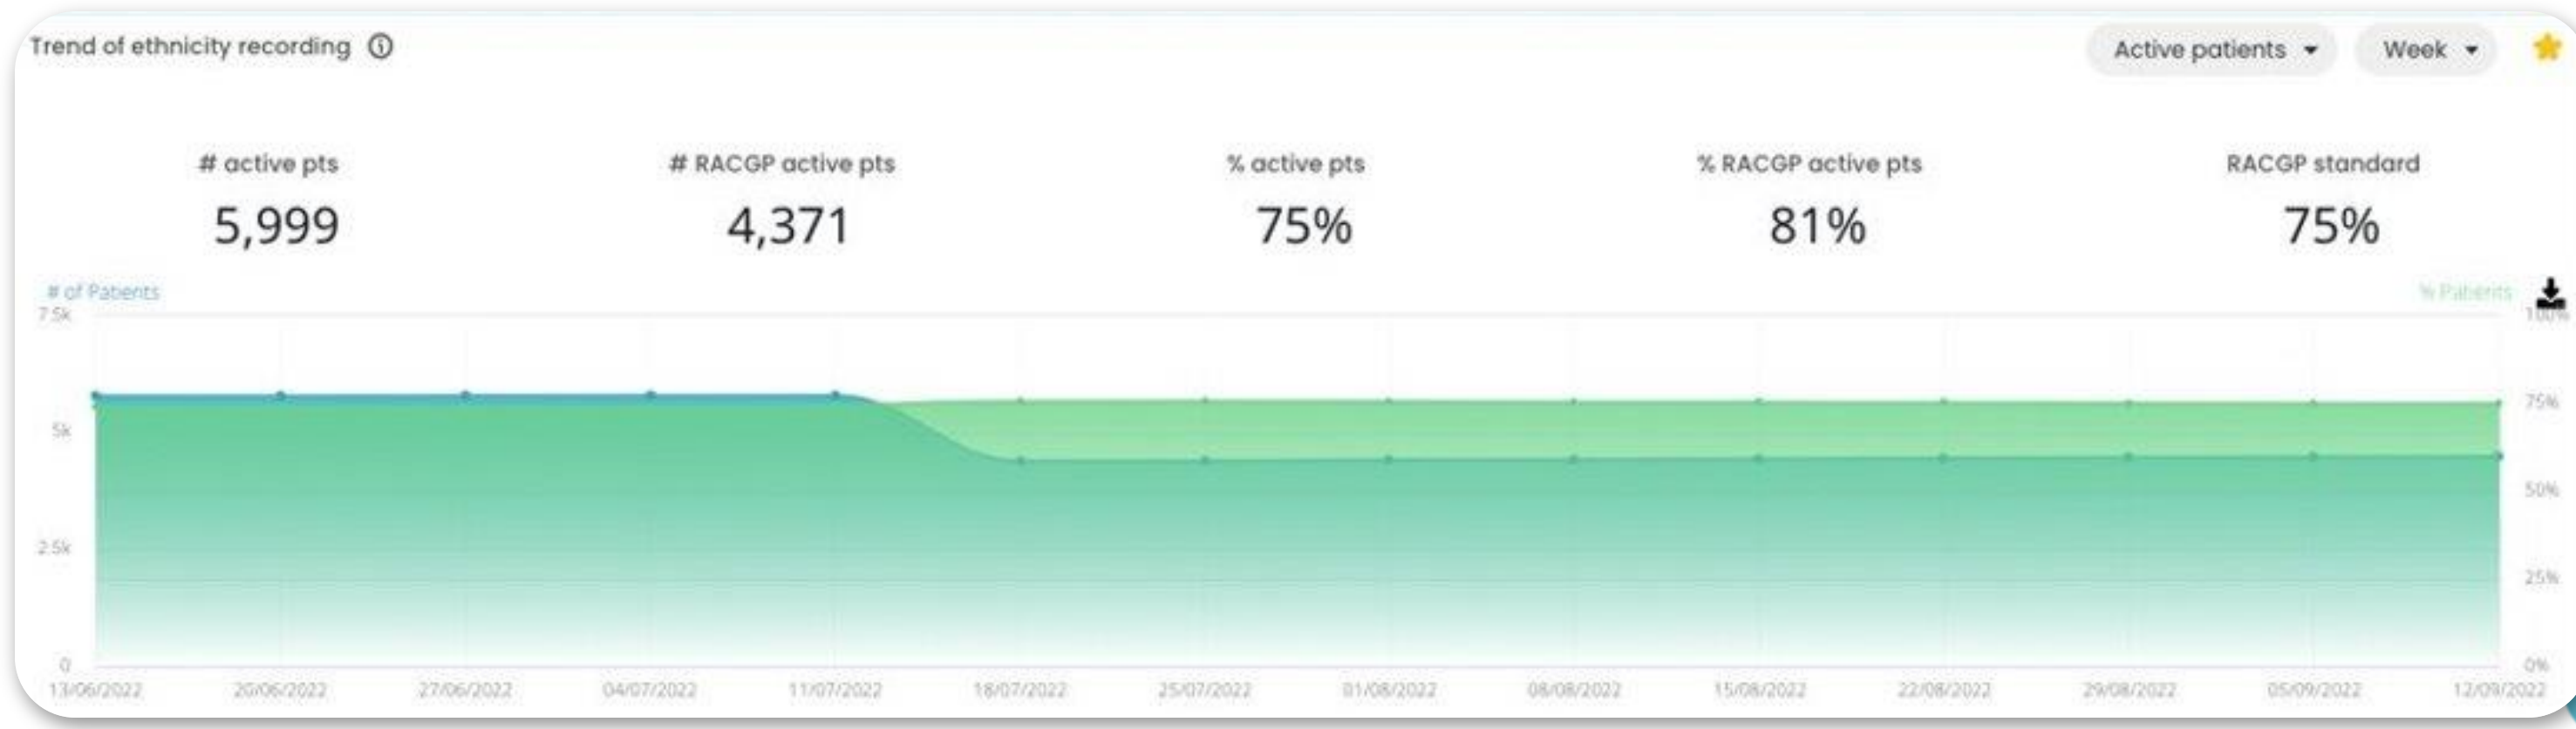 Trend of ethnicity recording
Active patients
Week
# active pts
# RACGP active pts
% active pts
% RACGP active pts
RACGP standard
5,999
4,371
75%
81%
75%
# of Patients
% Patients
7.5k
100%
75%
5k
50%
2.5k
25%
0
0%
13/06/2022
20/06/2022
27/06/2022
04/07/2022
11/07/2022
18/07/2022
25/07/2022
01/08/2022
08/08/2022
15/08/2022
22/08/2022
29/08/2022
05/09/2022
12/09/2022